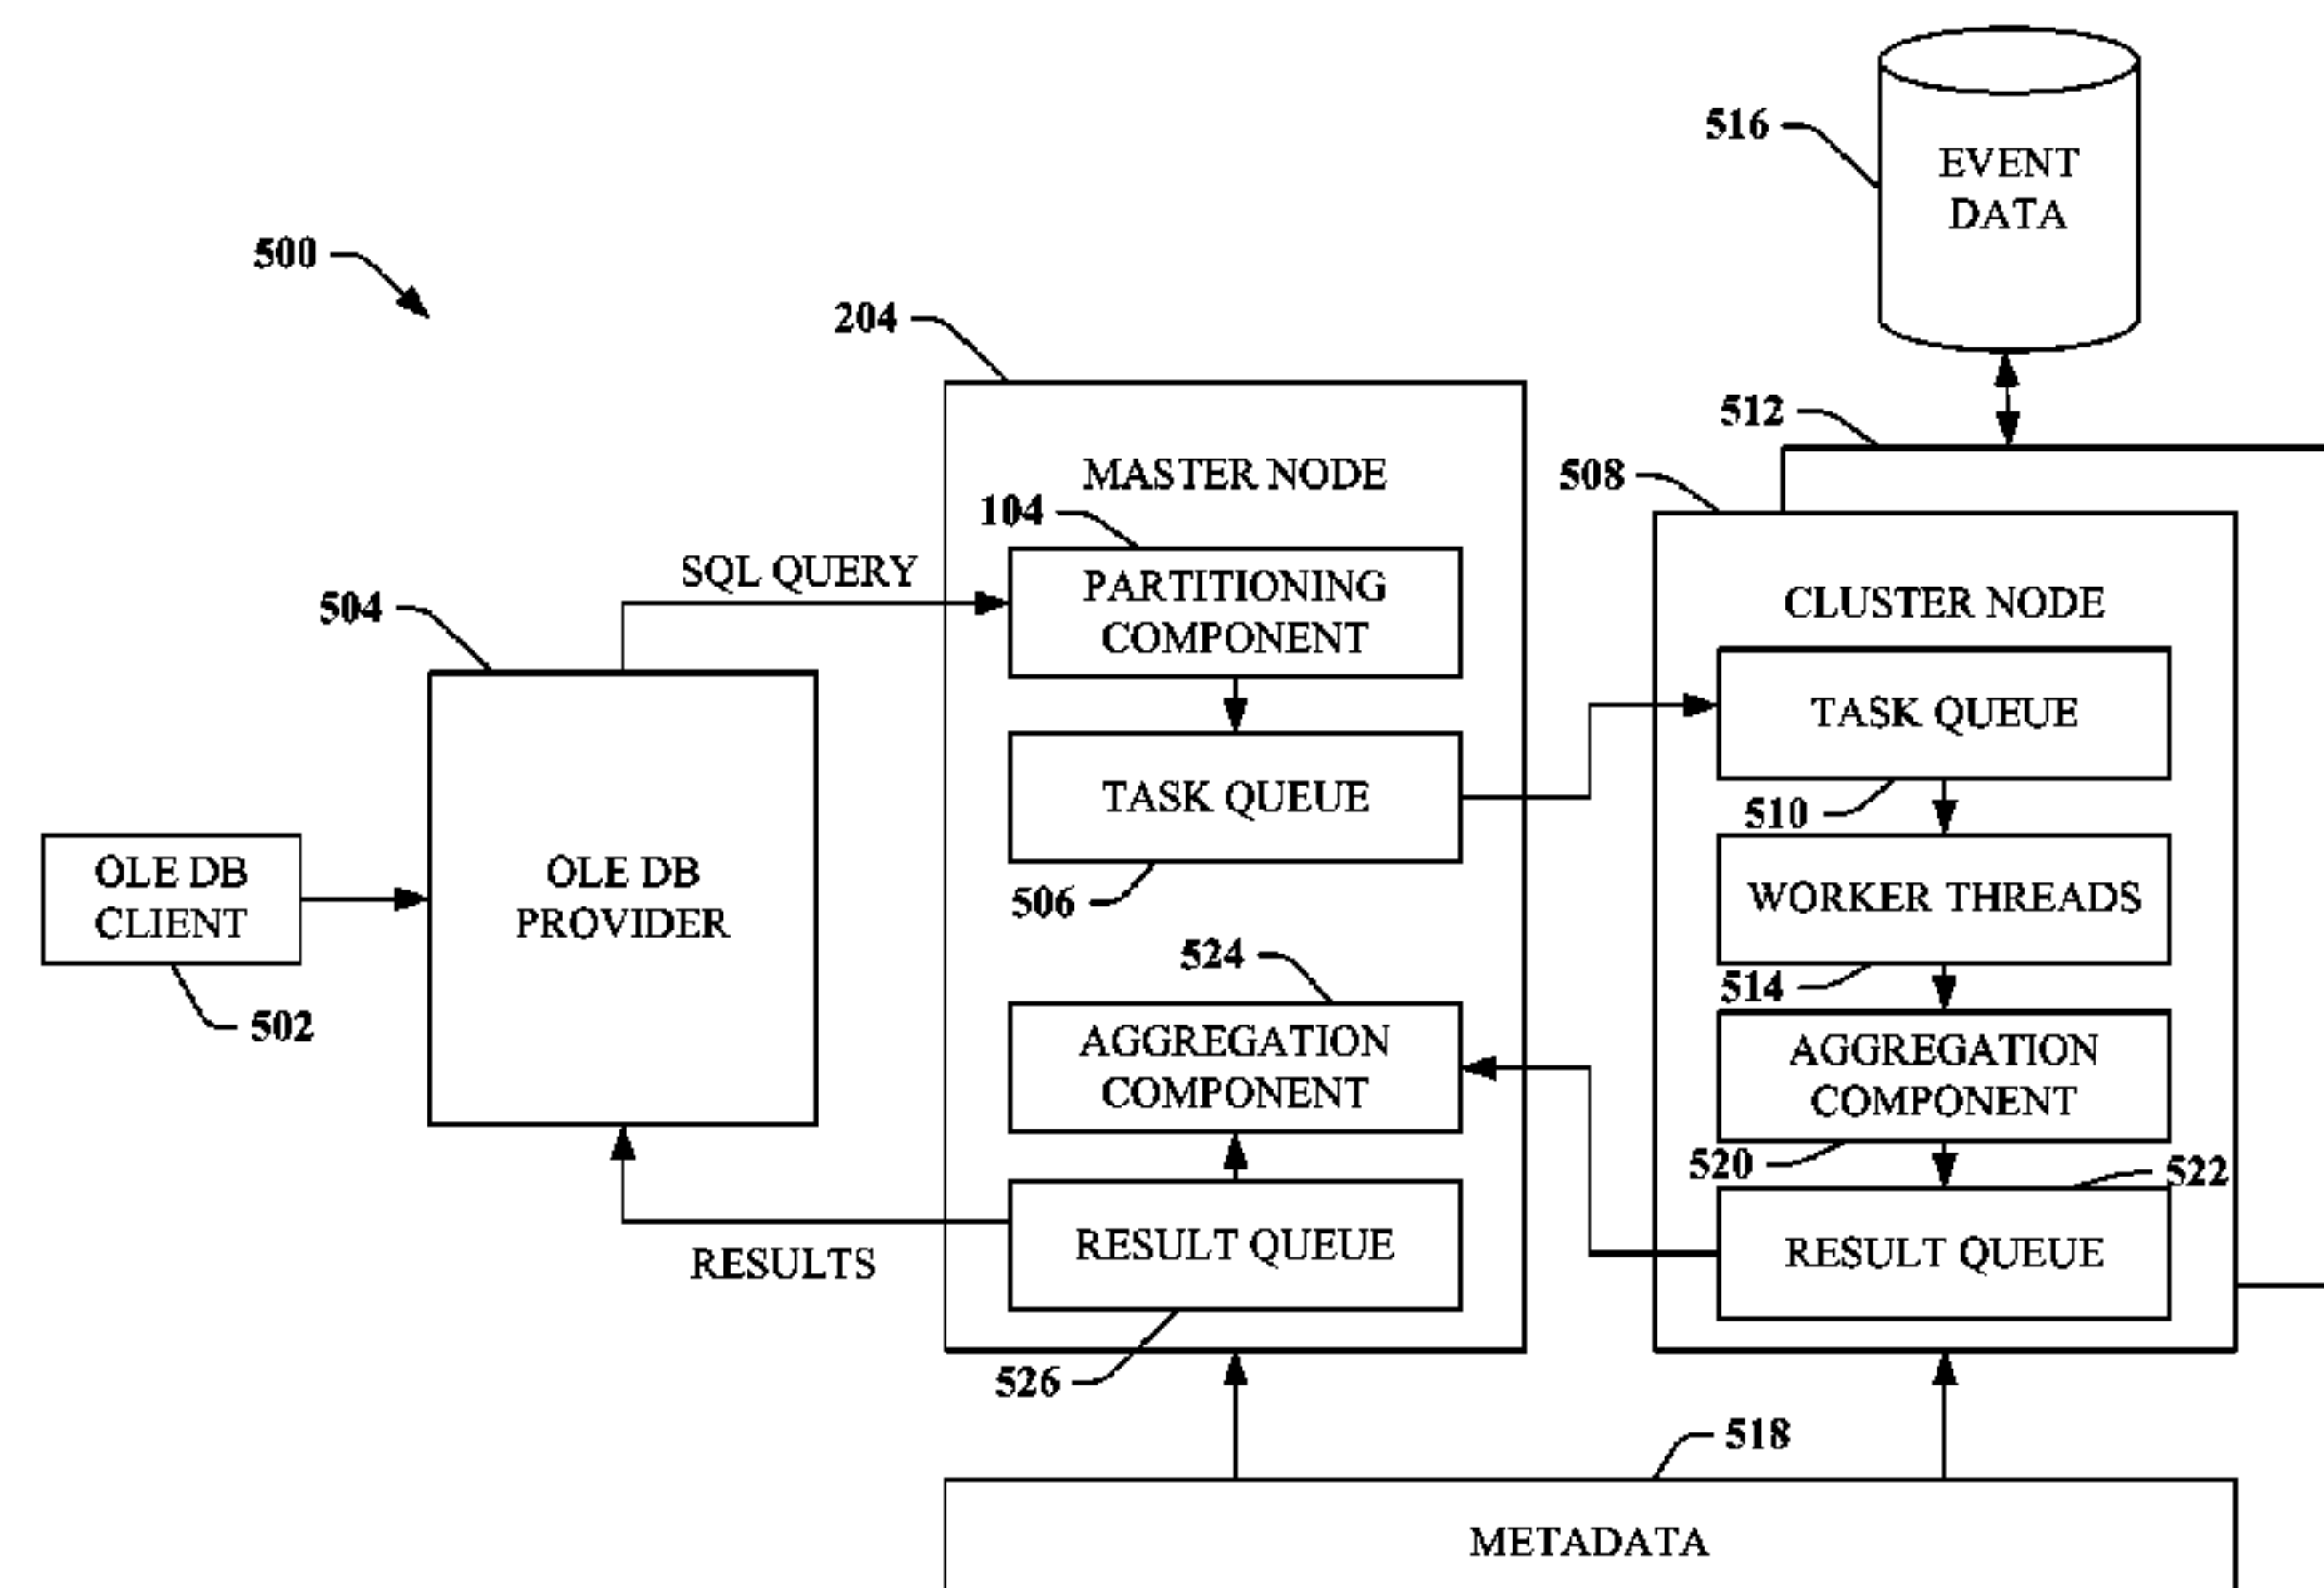 516
EVENT
DATA
500
204
512
MASTER NODE
508
104
SQL QUERY
PARTITIONING
COMPONENT
CLUSTER NODE
504
TASK QUEUE
TASK QUEUE
510
OLE DB
CLIENT
OLE DB
PROVIDER
506
WORKER THREADS
524
514
502
AGGREGATION
COMPONENT
AGGREGATION
COMPONENT
520
522
RESULTS
RESULT QUEUE
RESULT QUEUE
526
518
METADATA